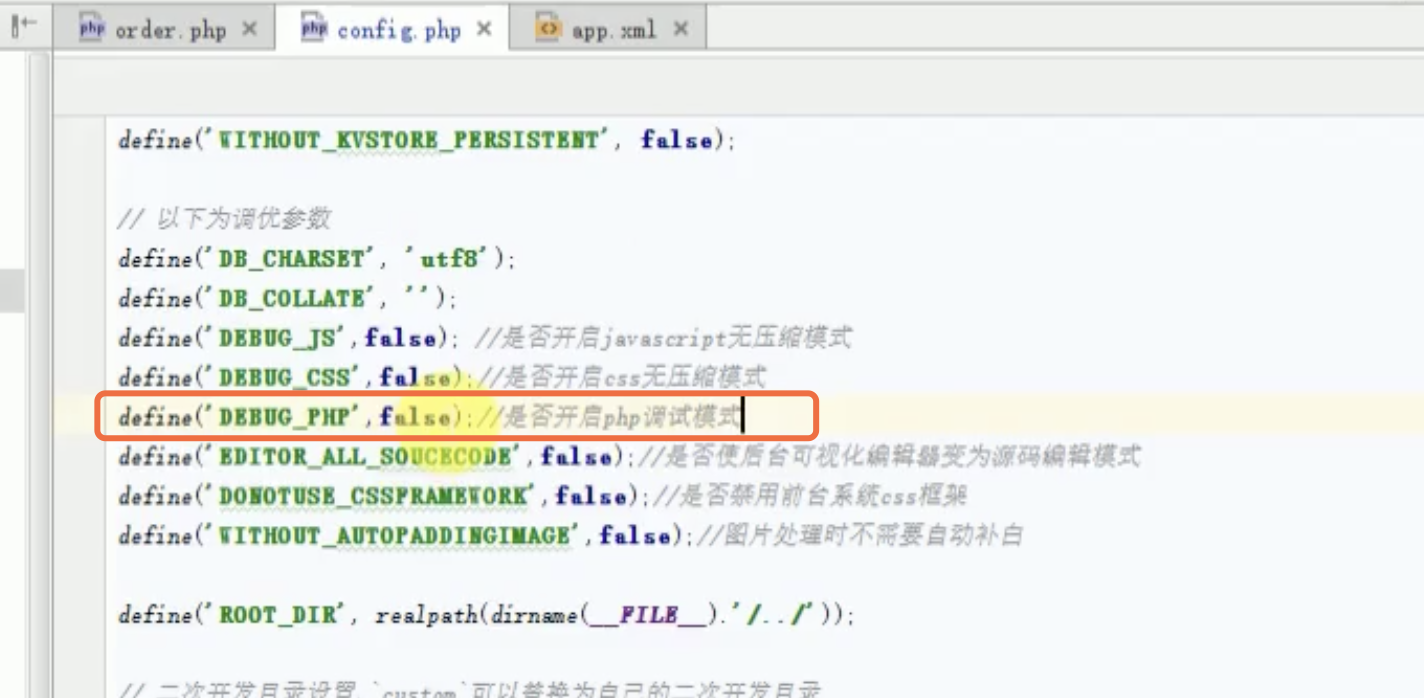 order.php × config.php × app.xml ×
define('WITHOUT_KVSTORE_PERSISTENT', false);
// 以下为调优参数
define('DB_CHARSET', 'utf8');
define('DB_COLLATE', '');
define('DEBUG_JS',false); //是否开启javascript无压缩模式
define('DEBUG_CSS',false);//是否开启css无压缩模式
define('DEBUG_PHP',false);//是否开启php调试模式
define('EDITOR_ALL_SOUCECODE',false);//是否使后台可视化编辑器变为源码编辑模式
define('DONOTUSE_CSSFRAMEWORK',false);//是否禁用前台系统css框架
define('WITHOUT_AUTOPADDINGIMAGE',false);//图片处理时不需要自动补白
define('ROOT_DIR', realpath(dirname(__FILE__).'/../'));
// 二次开发目录设置,`custom`可以替换为自己的二次开发目录